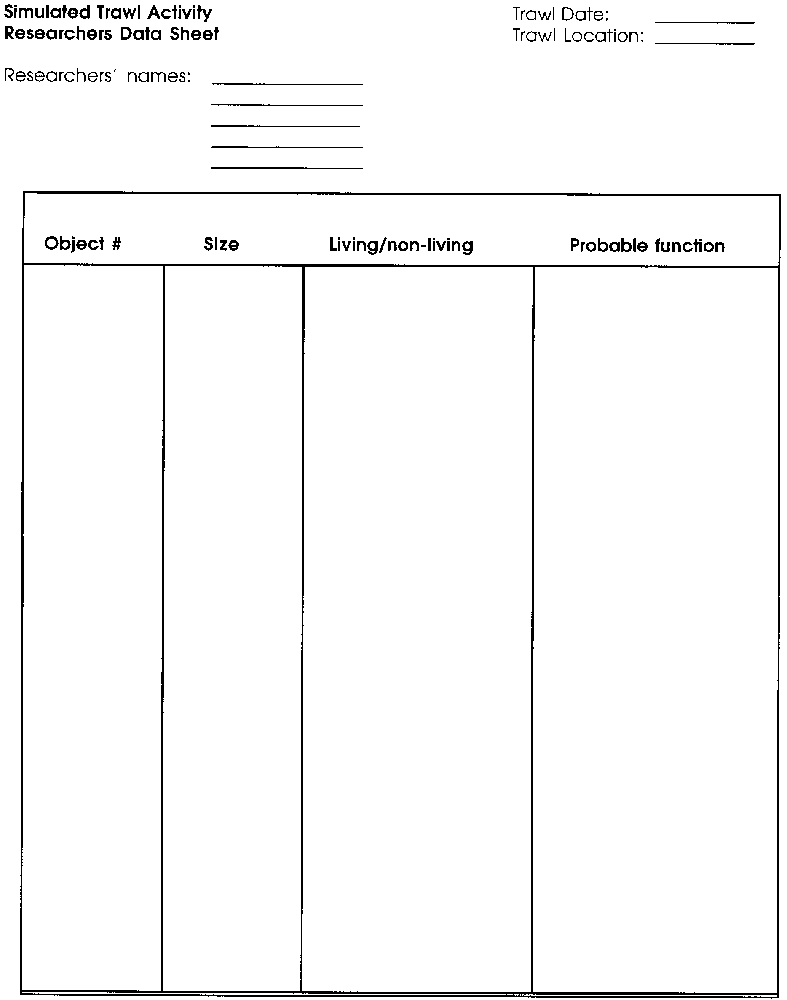 Simulated Trawl Activity
Researchers Data Sheet
Trawl Date:
Trawl Location:
Researchers' names:
Object # Size Living/non-living Probable function